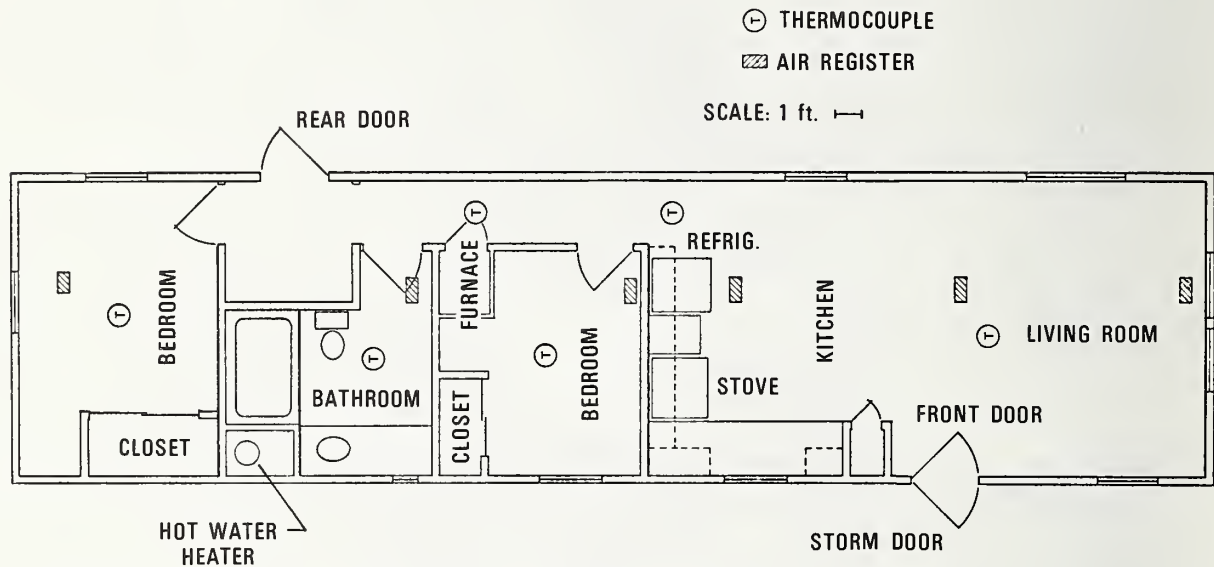 T THERMOCOUPLE
AIR REGISTER
SCALE: 1 ft.
REAR DOOR
T
T
REFRIG.
FURNACE
BEDROOM
T
KITCHEN
T
LIVING ROOM
T
T
BEDROOM
STOVE
BATHROOM
FRONT DOOR
CLOSET
CLOSET
HOT WATER
HEATER
STORM DOOR